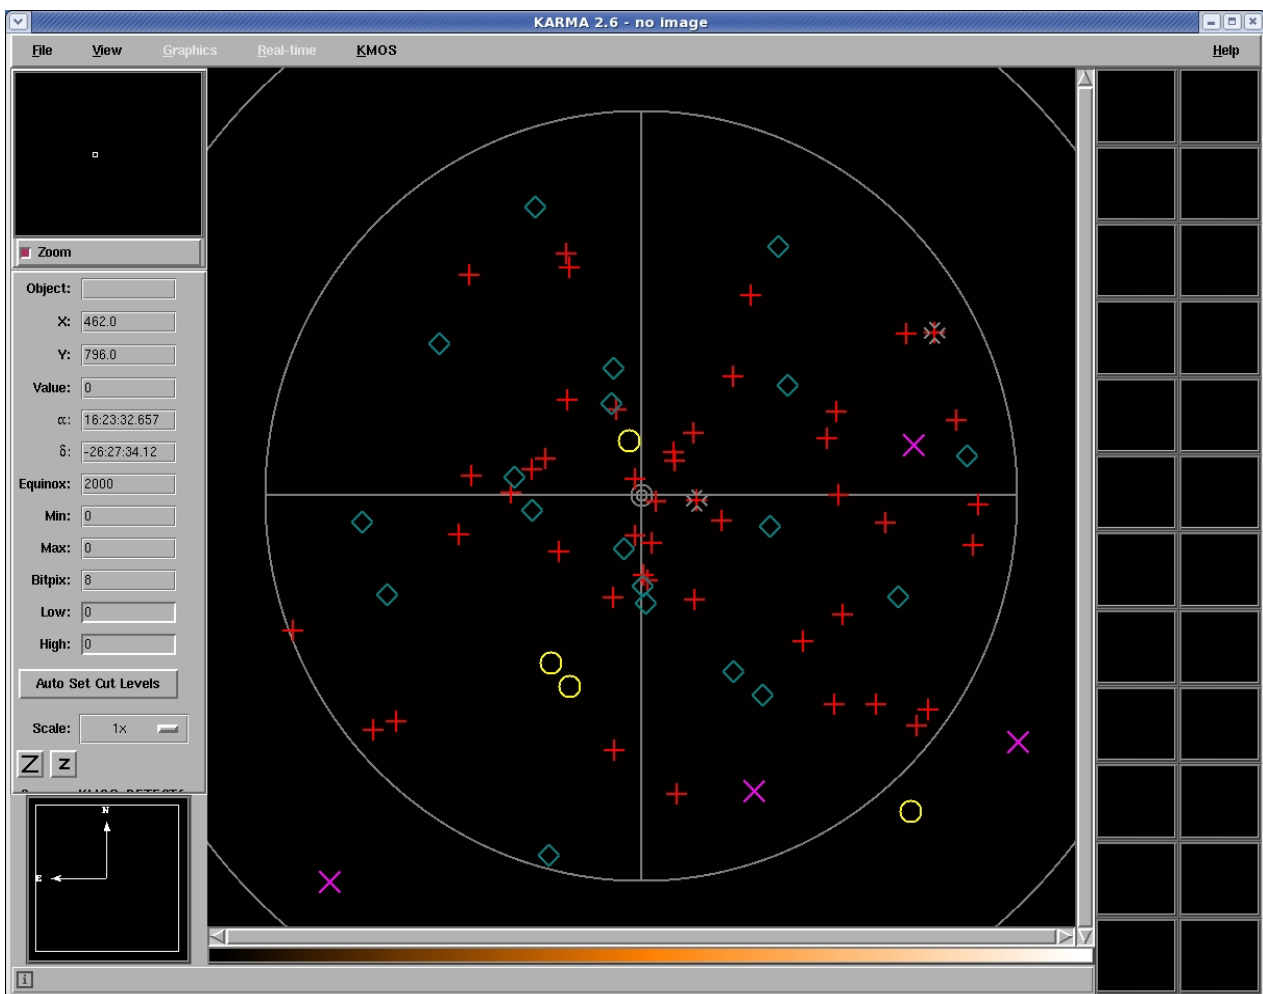 KARMA 2.6 - no image
File View Graphics Real-time KMOS Help
Zoom
Object:
X: 462.0
Y: 796.0
Value: 0
α: 16:23:32.657
δ: -26:27:34.12
Equinox: 2000
Min: 0
Max: 0
Bitpix: 8
Low: 0
High: 0
Auto Set Cut Levels
Scale: 1x
Z z
N
E
i